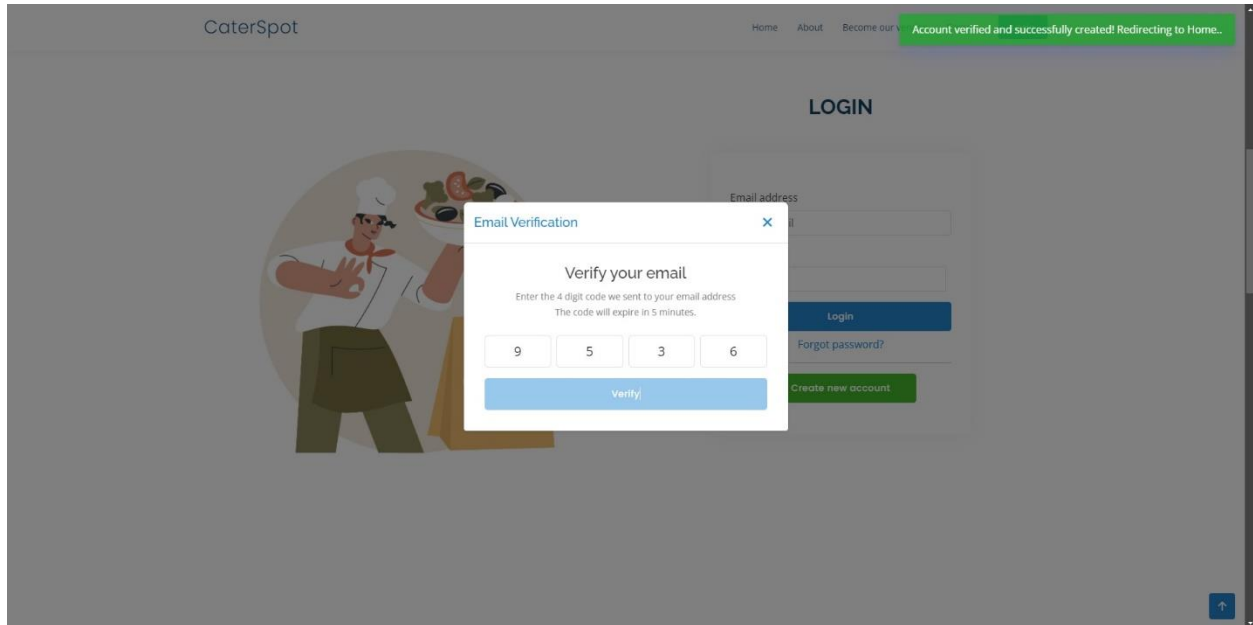 CaterSpot
Home About Become our
Account verified and successfully created! Redirecting to Home..
LOGIN
Email address
Email Verification
Verify your email
Enter the 4 digit code we sent to your email address
The code will expire in 5 minutes.
9 5 3 6
Verify
Login
Forgot password?
Create new account